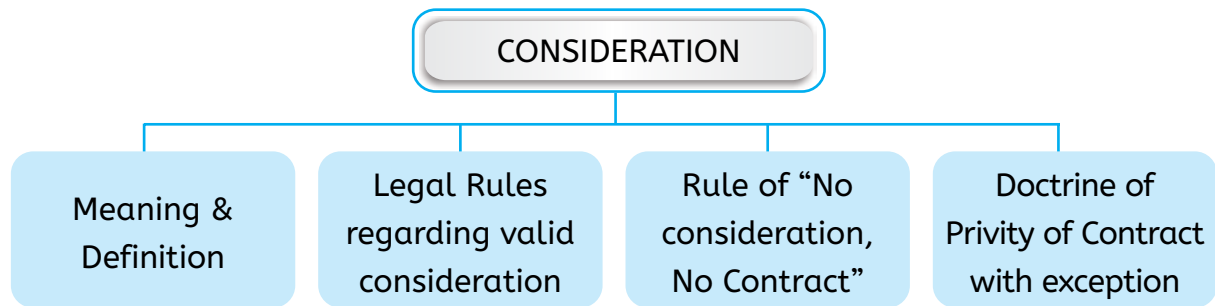 CONSIDERATION
Meaning &
Definition
Legal Rules
regarding valid
consideration
Rule of “No
consideration,
No Contract”
Doctrine of
Privity of Contract
with exception